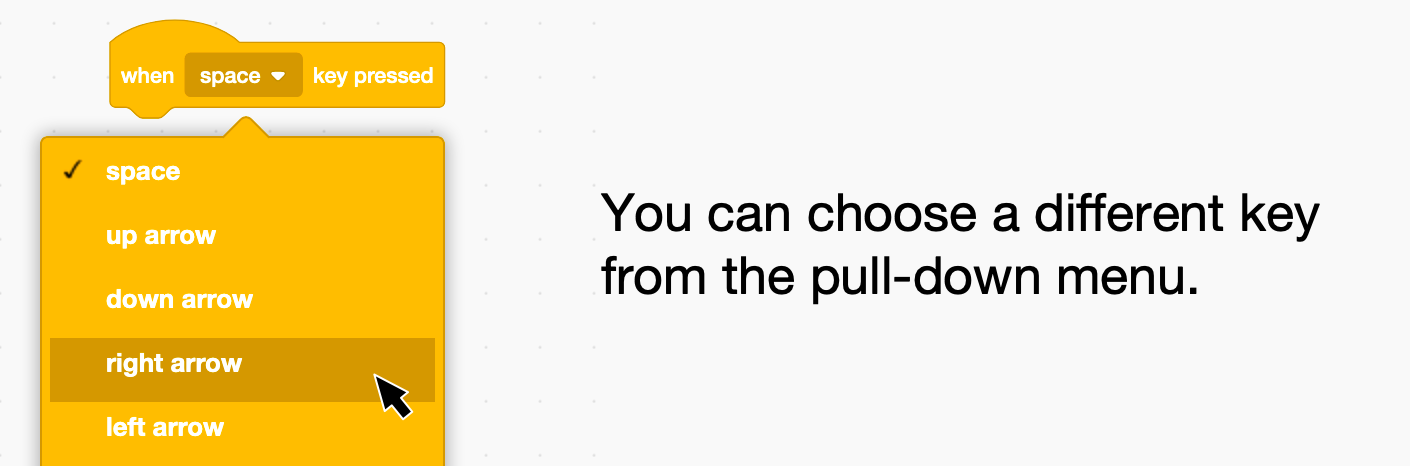 when space key pressed
✓ space
up arrow
down arrow
right arrow
left arrow
You can choose a different key
from the pull-down menu.